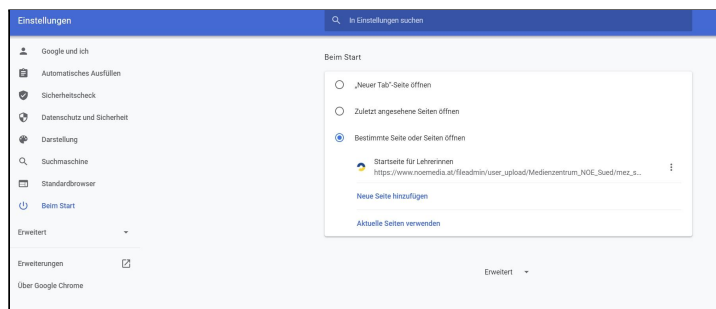 Einstellungen
In Einstellungen suchen
Google und ich
Automatisches Ausfüllen
Sicherheitscheck
Datenschutz und Sicherheit
Darstellung
Suchmaschine
Standardbrowser
Beim Start
Erweitert
Erweiterungen
Über Google Chrome
Beim Start
„Neuer Tab“-Seite öffnen
Zuletzt angesehene Seiten öffnen
Bestimmte Seite oder Seiten öffnen
Startseite für Lehrerinnen
https://www.noemedia.at/fileadmin/user_upload/Medienzentrum_NOE_Sued/mez_s...
Neue Seite hinzufügen
Aktuelle Seiten verwenden
Erweitert